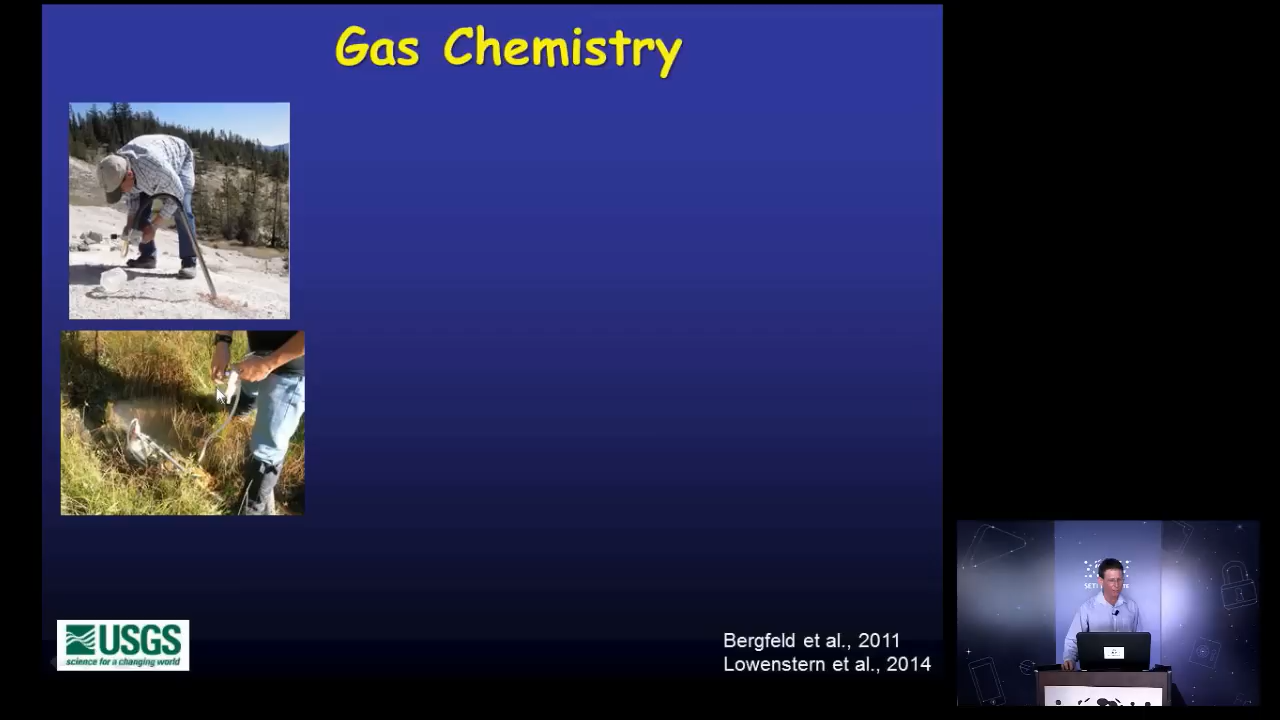 Gas Chemistry
USGS
science for a changing world
Bergfeld et al., 2011
Lowenstern et al., 2014